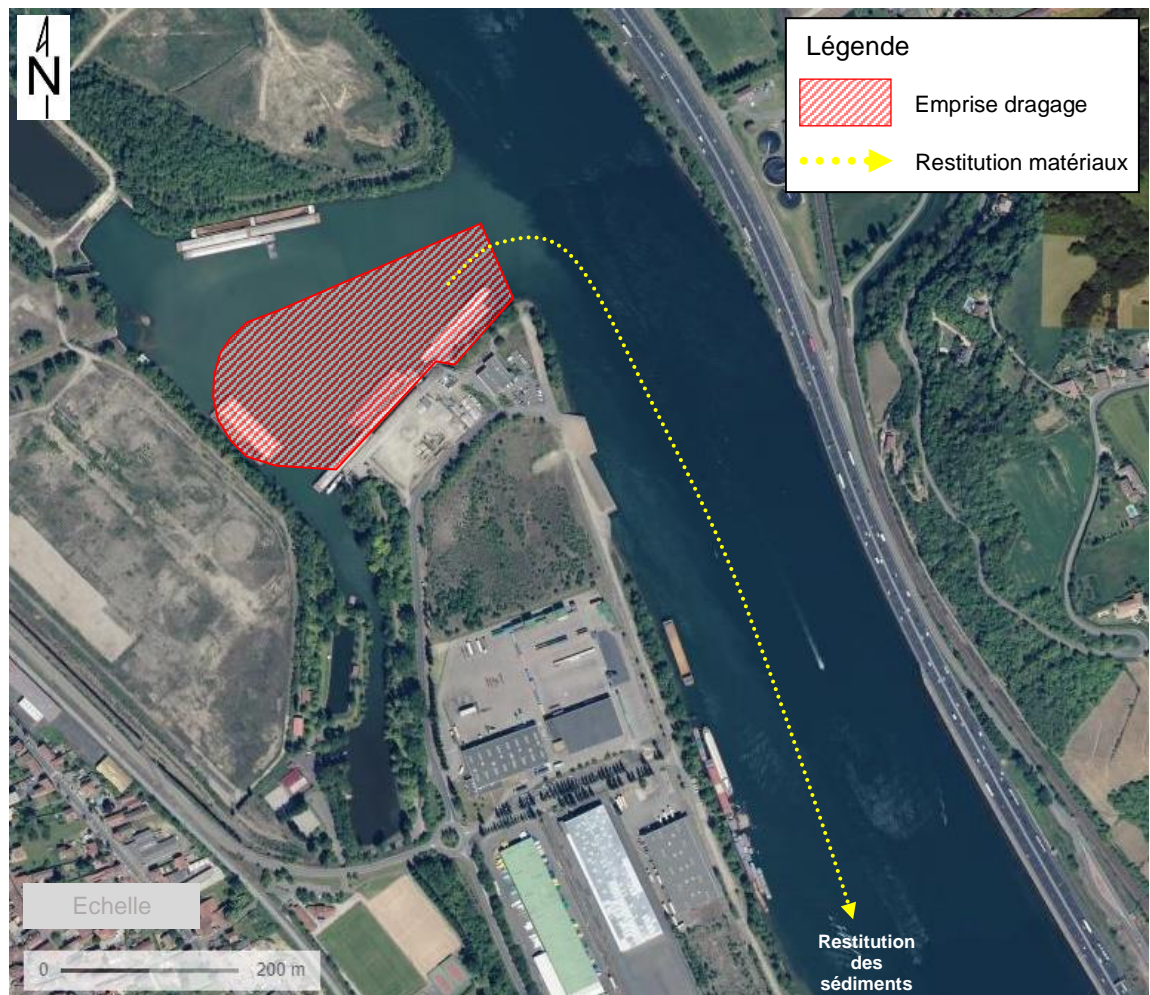 N
Légende
Emprise dragage
Restitution matériaux
Echelle
0 200 m
Restitution
des
sédiments